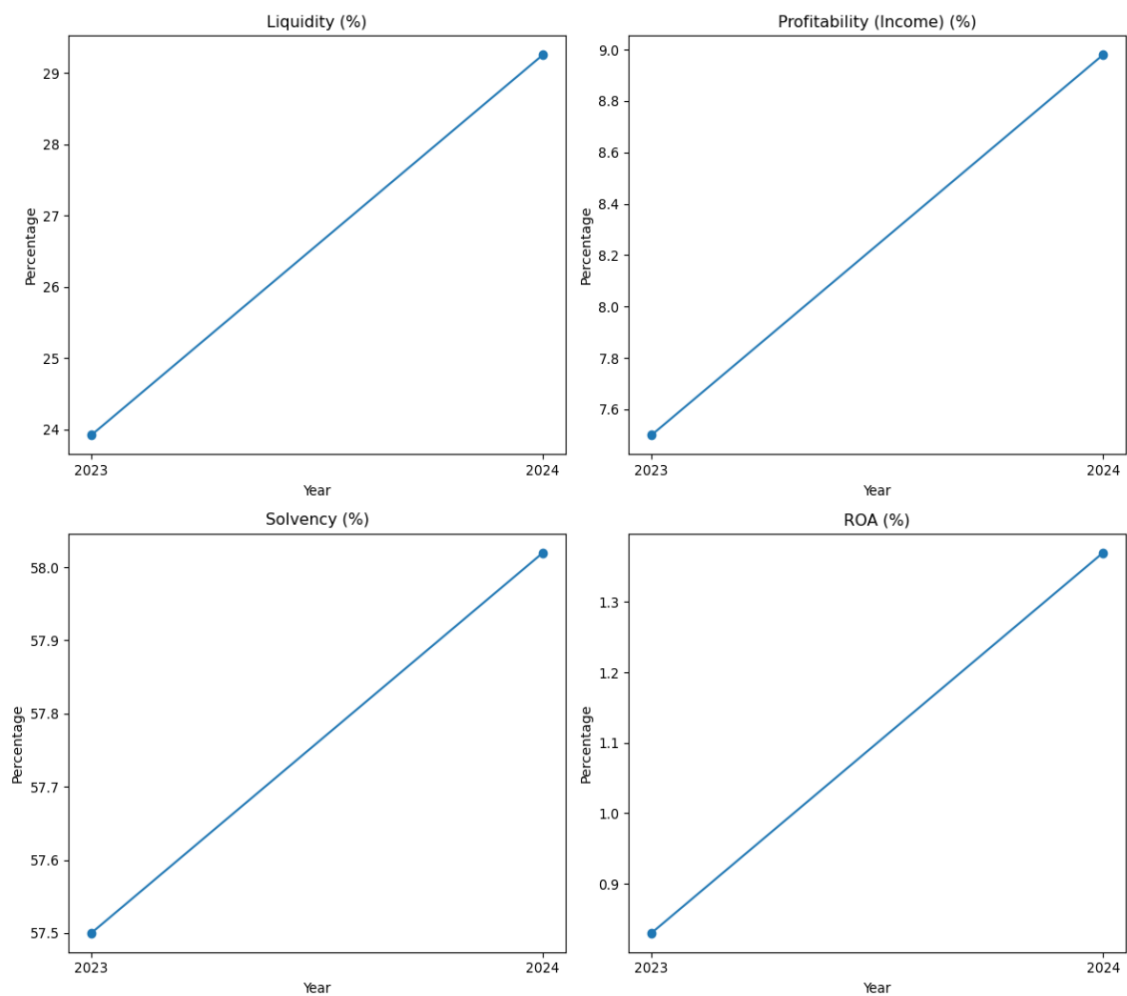 Liquidity (%)
Percentage
29
28
27
26
25
24
2023
2024
Year
Profitability (Income) (%)
Percentage
9.0
8.8
8.6
8.4
8.2
8.0
7.8
7.6
2023
2024
Year
Solvency (%)
Percentage
58.0
57.9
57.8
57.7
57.6
57.5
2023
2024
Year
ROA (%)
Percentage
1.3
1.2
1.1
1.0
0.9
2023
2024
Year